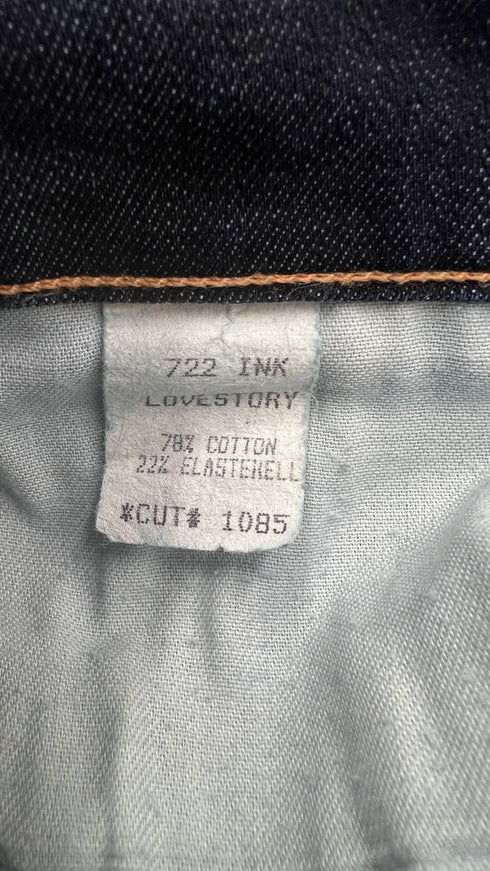 722 INK
LOVESTORY
78% COTTON
22% ELASTERELL
*CUT# 1085